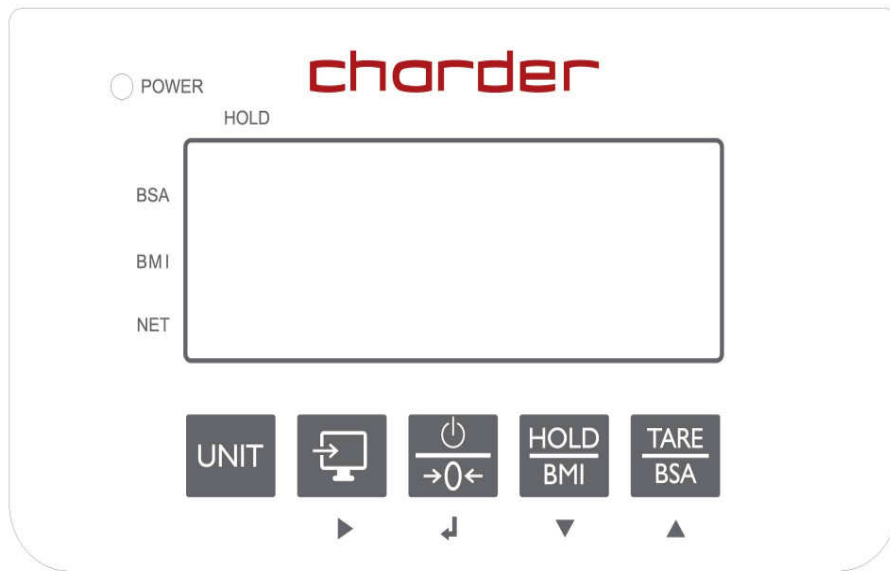 charder
POWER
HOLD
BSA
BMI
NET
UNIT
→0←
HOLD
BMI
TARE
BSA